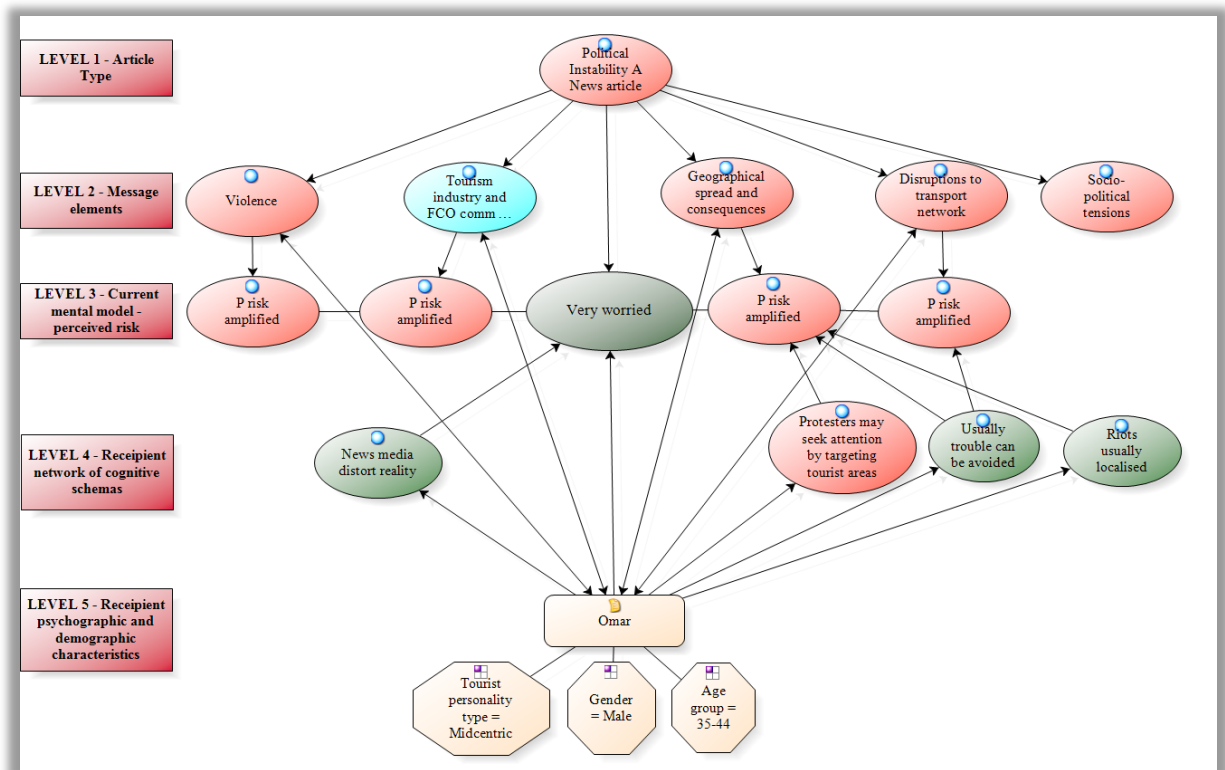 LEVEL 1 - Article
Type
Political
Instability A
News article
LEVEL 2 - Message
elements
Violence
Tourism
industry and
FCO comm ...
Geographical
spread and
consequences
Disruptions to
transport
network
Socio-
political
tensions
LEVEL 3 - Current
mental model -
perceived risk
P risk
amplified
P risk
amplified
Very worried
P risk
amplified
P risk
amplified
LEVEL 4 - Receipient
network of cognitive
schemas
News media
distort reality
Protesters may
seek attention
by targeting
tourist areas
Usually
trouble can
be avoided
Riots
usually
localised
LEVEL 5 - Receipient
psychographic and
demographic
characteristics
Omar
Tourist
personality
type =
Midcentric
Gender
= Male
Age
group =
35-44